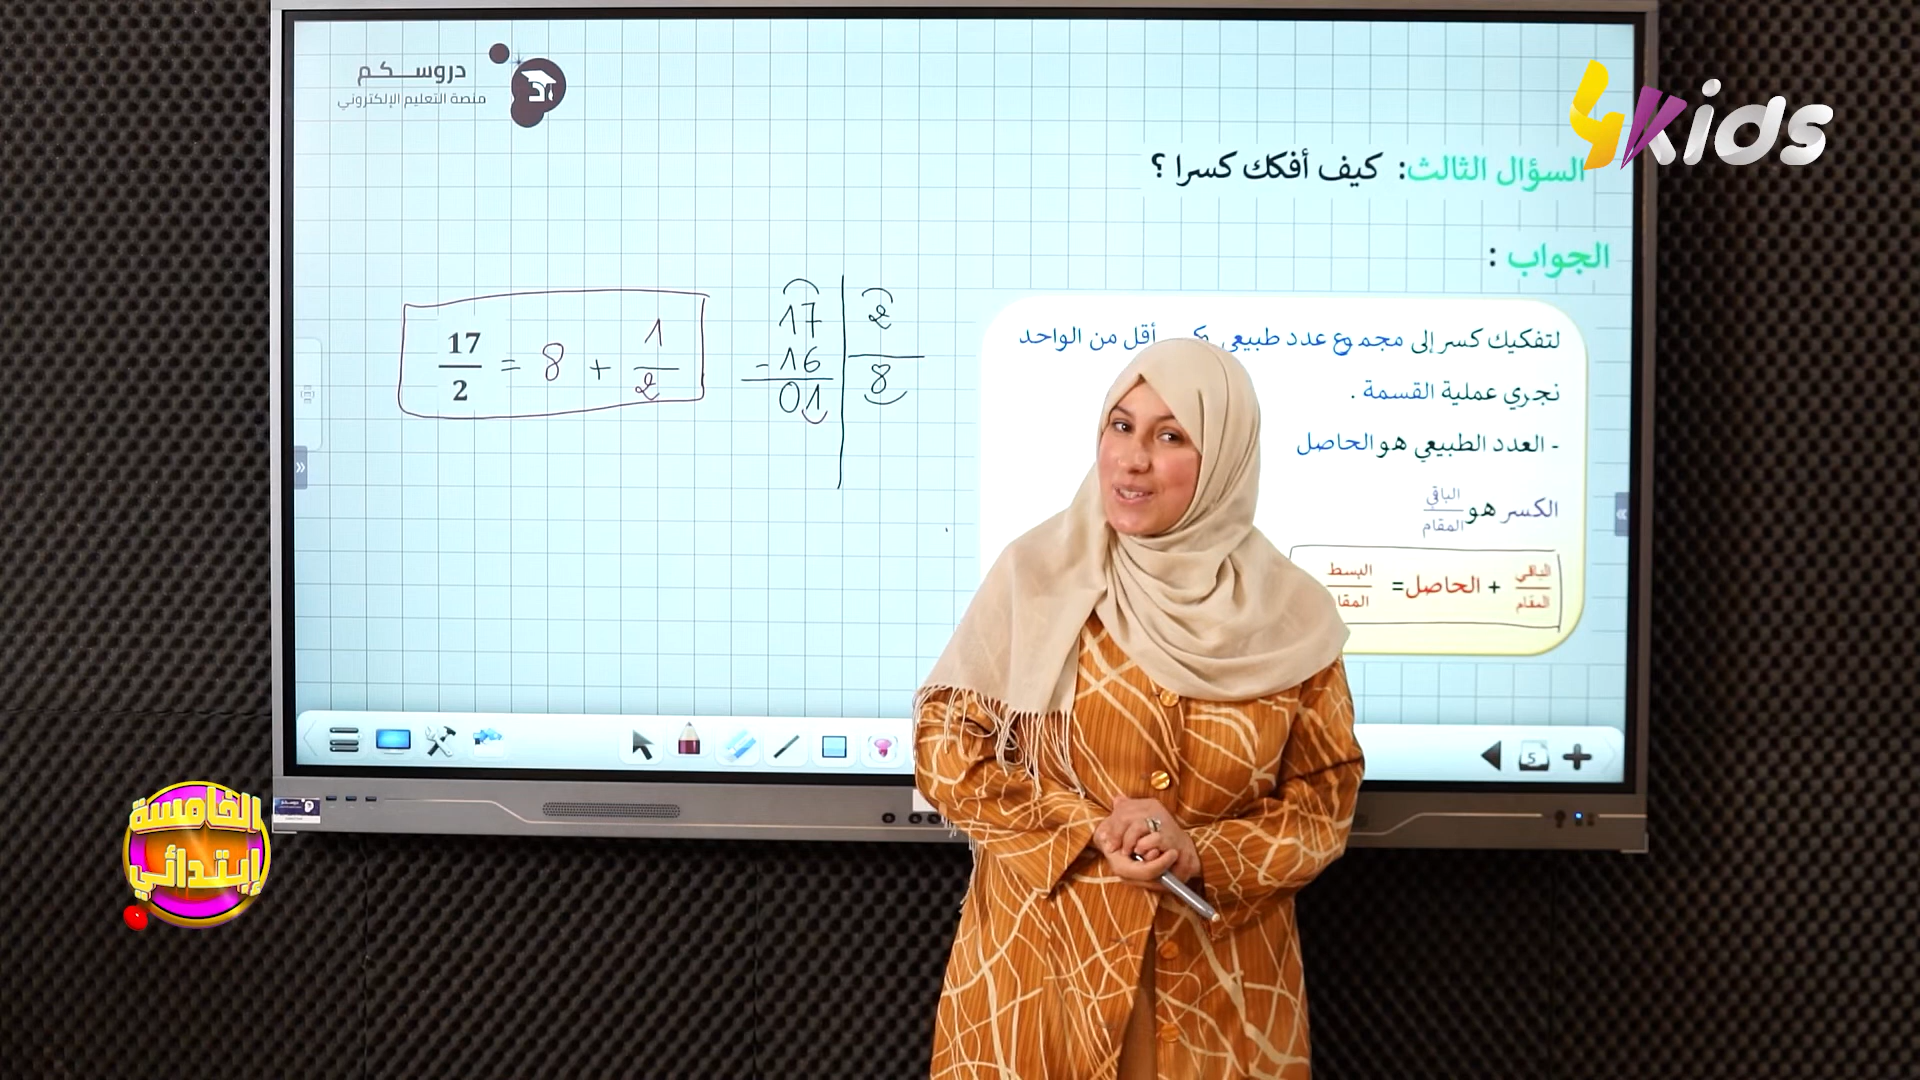 دروسكم
منصة التعليم الإلكتروني
4Kids
السؤال الثالث: كيف أفكك كسرا ؟
الجواب :
لتفكيك كسر إلى مجموع عدد طبيعي أقل من الواحد
نجري عملية القسمة .
- العدد الطبيعي هو الحاصل
الكسر هو الباقي / المقام
البسط / المقا = الحاصل + الباقي / المقام
17/2 = 8 + 1/2
17 | 2
-16 | 8
01
5
الخامسة
إبتدائي